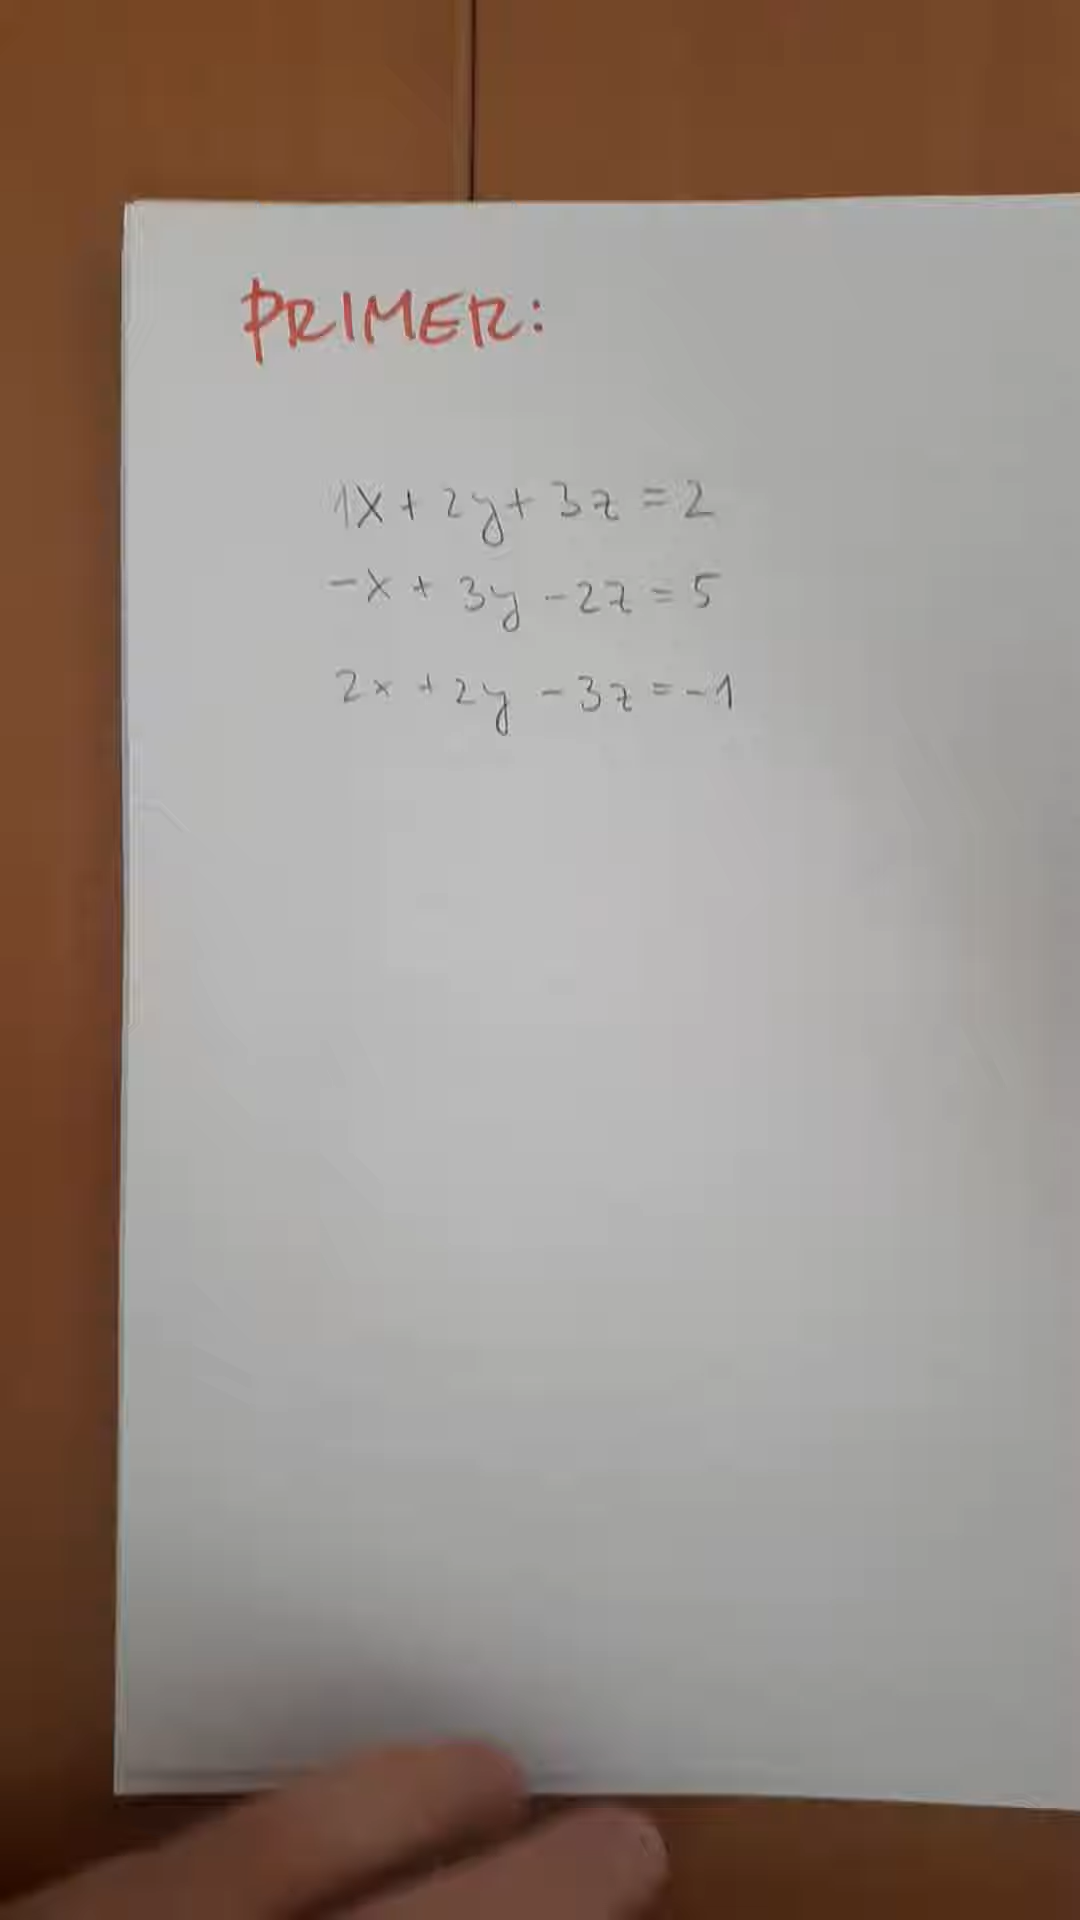 PRIMER:
1x + 2y + 3z = 2
-x + 3y - 2z = 5
2x + 2y - 3z = -1